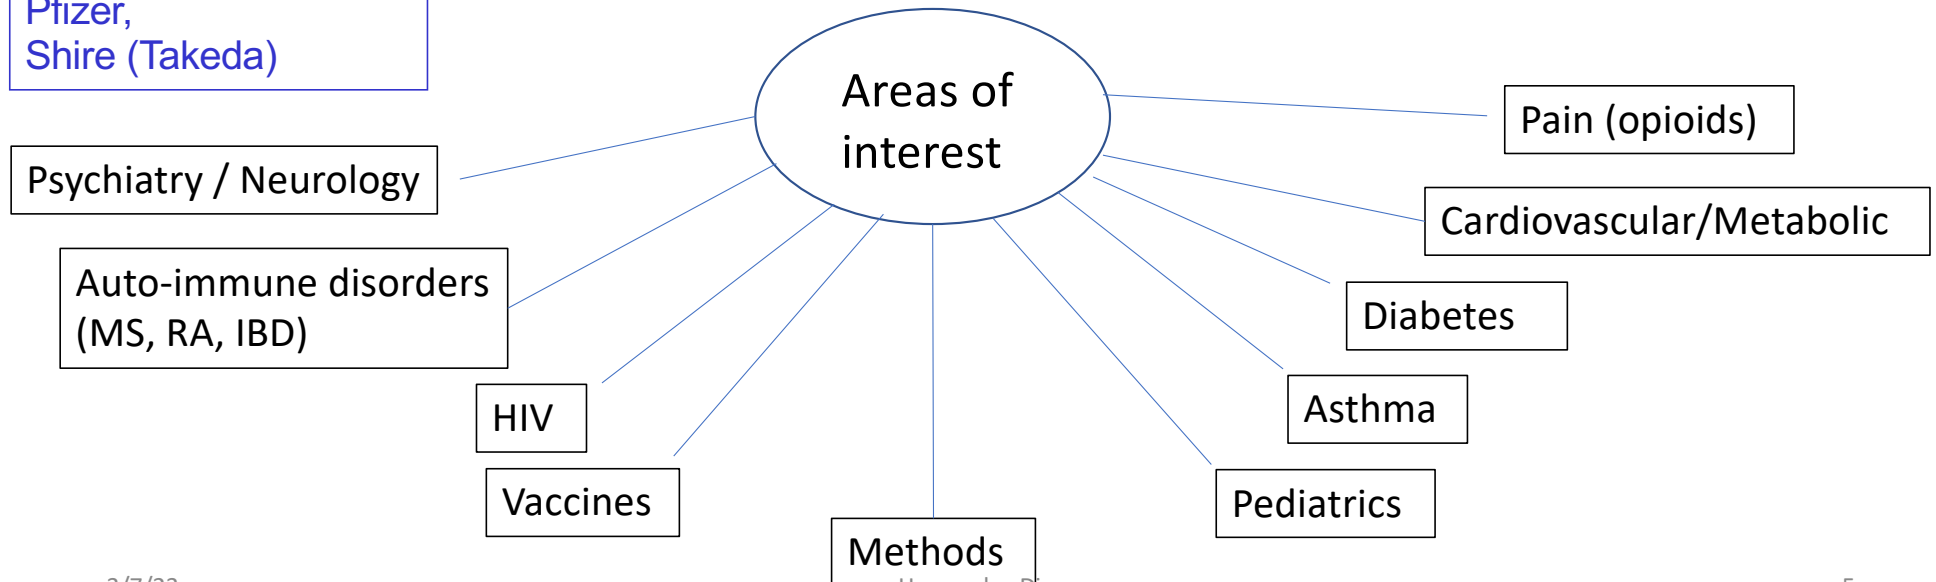 Pfizer,
Shire (Takeda)
Areas of
interest
Pain (opioids)
Psychiatry / Neurology
Cardiovascular/Metabolic
Auto-immune disorders
(MS, RA, IBD)
Diabetes
HIV
Asthma
Vaccines
Pediatrics
Methods